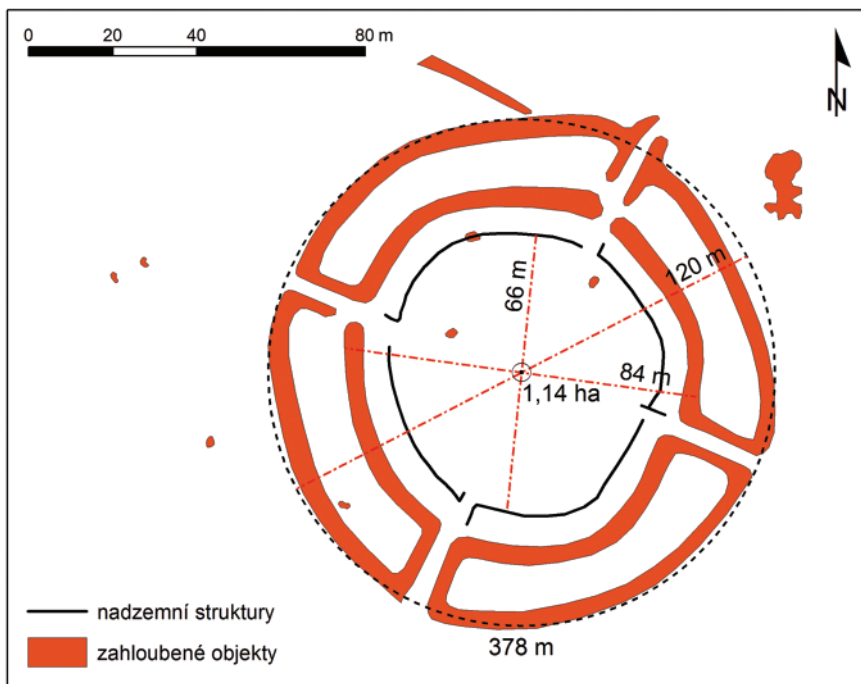 0 20 40 80 m
N
120 m
66 m
84 m
1,14 ha
378 m
nadzemní struktury
zahloubené objekty